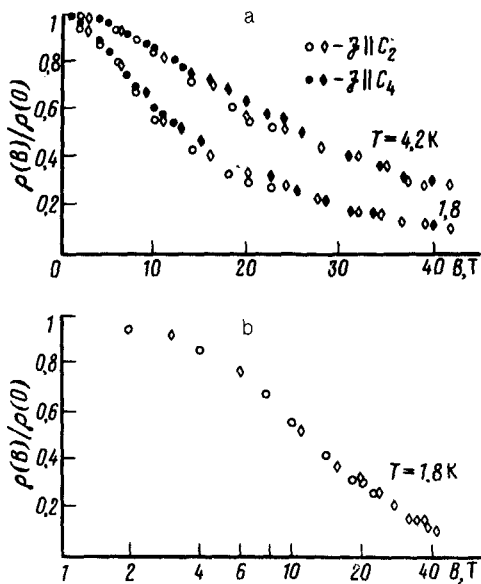 a
ρ(B)/ρ(0)
1
0,8
0,6
0,4
0,2
○ ◊ – J ∥ C₂
● ♦ – J ∥ C₄
T = 4,2 K
1,8
0 10 20 30 40 B,T
b
ρ(B)/ρ(0)
1
0,8
0,6
0,4
0,2
T = 1.8 K
1 2 4 6 8 10 20 40 B,T